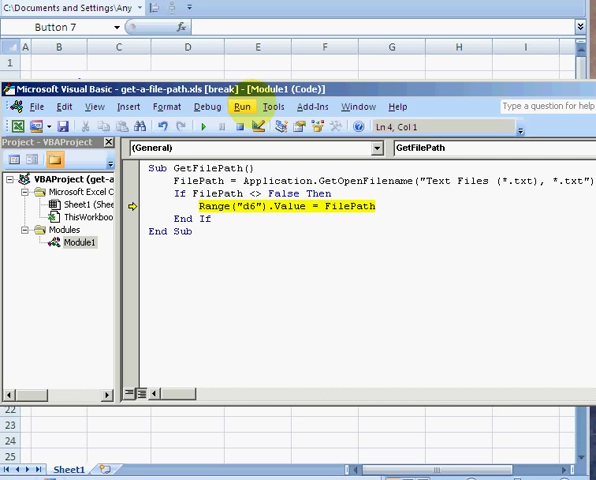 C:\Documents and Settings\Any
Button 7
fx
A B C D E F G H I
1
Microsoft Visual Basic - get-a-file-path.xls [break] - [Module1 (Code)]
File Edit View Insert Format Debug Run Tools Add-Ins Window Help
Type a question for help
Ln 4, Col 1
Project - VBAProject
(General)
GetFilePath
VBAProject (get-a
Microsoft Excel C
Sheet1 (Shee
ThisWorkboo
Modules
Module1
Sub GetFilePath()
FilePath = Application.GetOpenFilename("Text Files (*.txt), *.txt")
If FilePath <> False Then
Range("d6").Value = FilePath
End If
End Sub
22
23
24
25
Sheet1